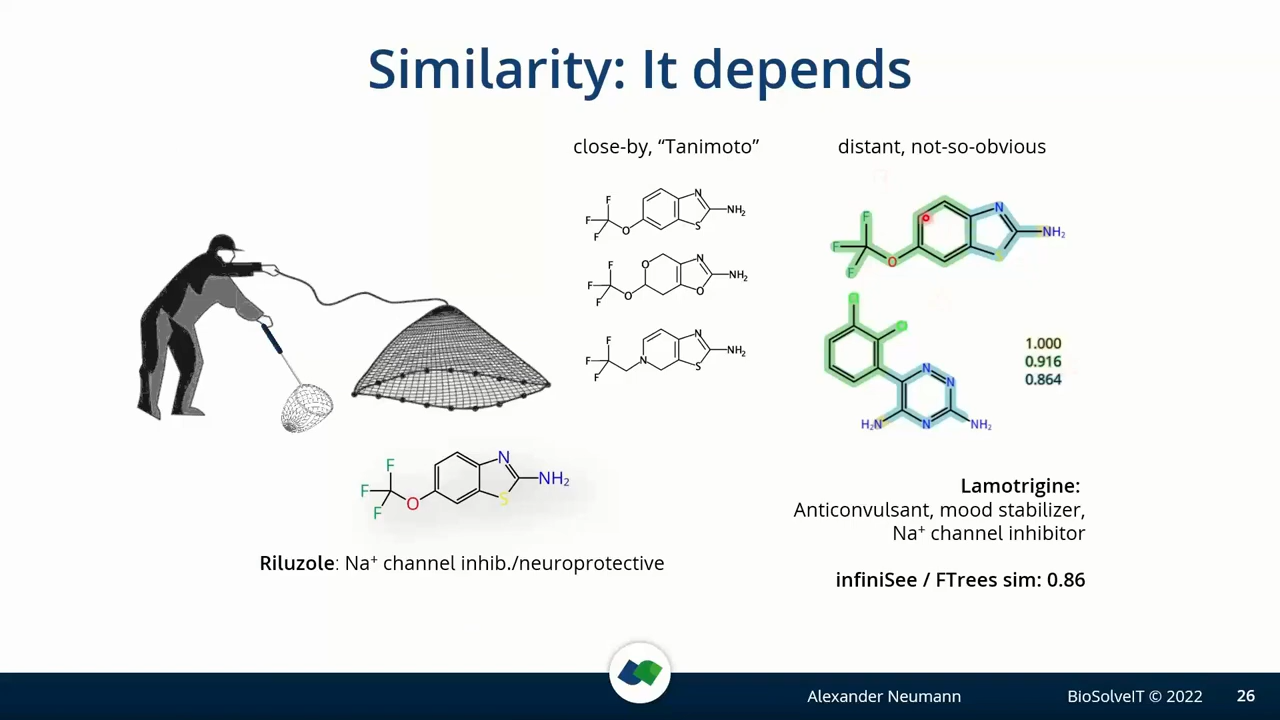 Similarity: It depends
close-by, “Tanimoto”
distant, not-so-obvious
F
F
F
O
N
S
NH₂
F
F
F
O
O
N
O
NH₂
F
F
F
N
N
S
NH₂
F
F
F
O
N
S
NH₂
Cl
Cl
N
N
N
H₂N
NH₂
1.000
0.916
0.864
F
F
F
O
N
S
NH₂
Riluzole: Na⁺ channel inhib./neuroprotective
Lamotrigine:
Anticonvulsant, mood stabilizer,
Na⁺ channel inhibitor
infiniSee / FTrees sim: 0.86
Alexander Neumann
BioSolveIT © 2022
26